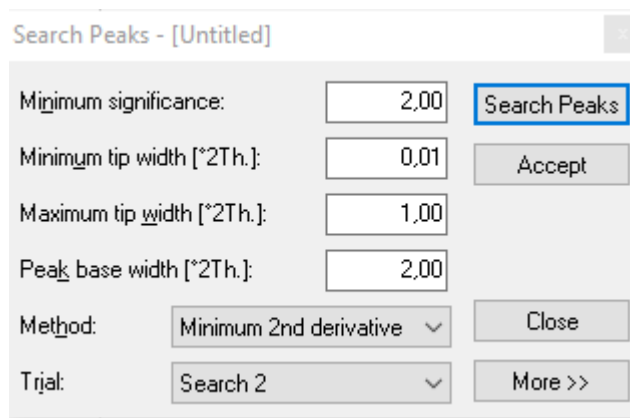 Search Peaks - [Untitled]
Minimum significance: 2,00 Search Peaks
Minimum tip width [°2Th.]: 0,01 Accept
Maximum tip width [°2Th.]: 1,00
Peak base width [°2Th.]: 2,00
Method: Minimum 2nd derivative Close
Trial: Search 2 More >>